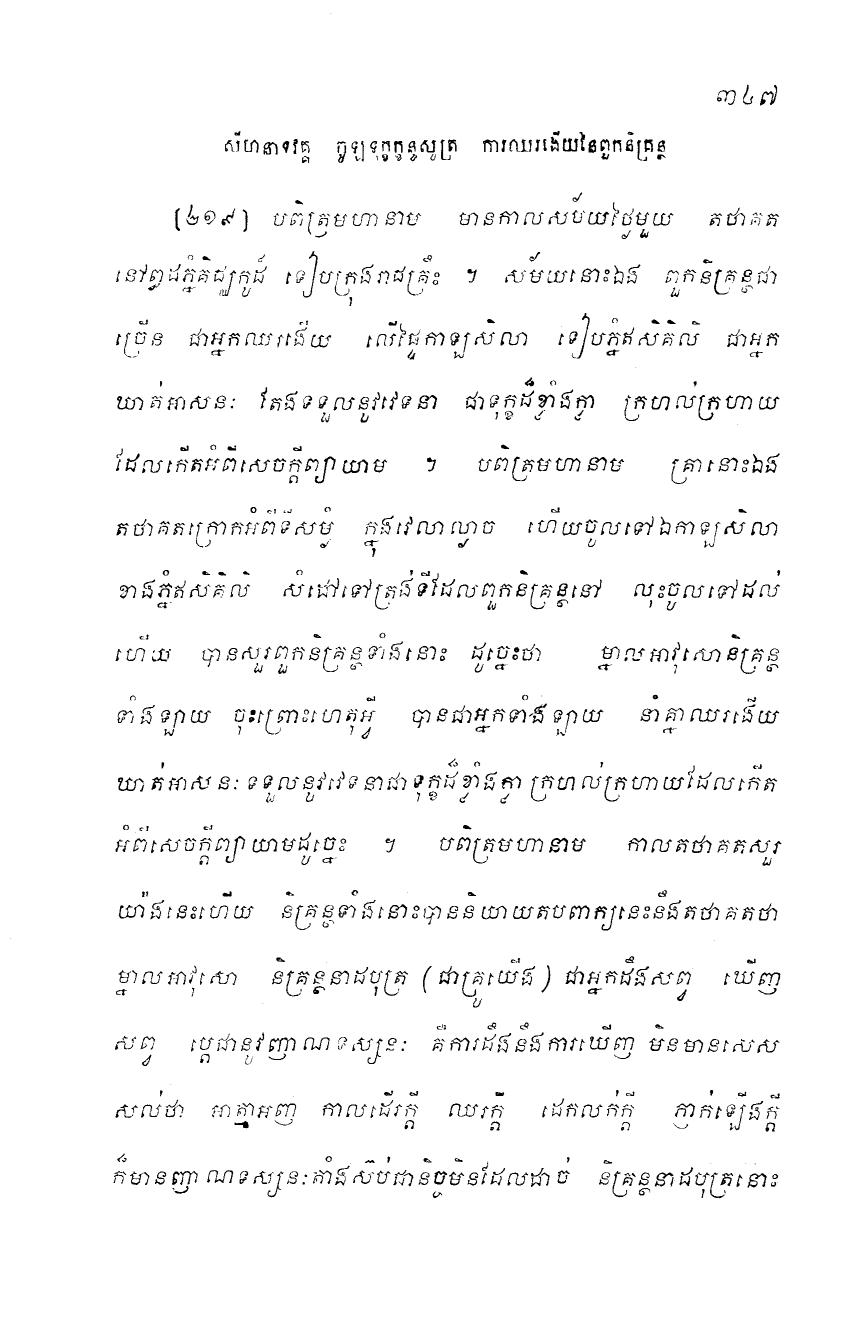 ៣៤៧
សីហនាទវគ្គ ចូឡទុក្ខក្ខន្ធសូត្រ ការឈរងើយនៃពួកនិគ្រន្ថ
[២១៩] បពិត្រមហានាម មានកាលសម័យថ្ងៃមួយ តថាគត
នៅព្ធដភ្នំគិជ្ឈកូដ៍ ទៀបក្រុងរាជគ្រឹះ ។ សម័យនោះឯង ពួកនិគ្រន្ថជា
ច្រើន ជាអ្នកឈរងើយ លើផ្ទៃកាឡសិលា ទៀបភ្នំឥសិគិលិ ជាអ្នក
ឃាត់អាសនៈ តែងទទួលនូវវេទនា ជាទុក្ខដ៏ខ្លាំងក្លា ក្រហល់ក្រហាយ
ដែលកើតអំពីសេចក្តីព្យាយាម ។ បពិត្រមហានាម គ្រានោះឯង
តថាគតក្រោកអំពីទីសម្ងំ ក្នុងវេលាល្ងាច ហើយចូលទៅឯកាឡសិលា
ខាងភ្នំឥសិគិលិ សំដៅទៅត្រង់ទីដែលពួកនិគ្រន្ថនៅ លុះចូលទៅដល់
ហើយ បានសួរពួកនិគ្រន្ថទាំងនោះ ដូច្នេះថា ម្នាលអាវុសោនិគ្រន្ថ
ទាំងឡាយ ចុះព្រោះហេតុអ្វី បានជាអ្នកទាំងឡាយ នាំគ្នាឈរងើយ
ឃាត់អាសនៈ ទទួលនូវវេទនាជាទុក្ខដ៏ខ្លាំងក្លា ក្រហល់ក្រហាយដែលកើត
អំពីសេចក្តីព្យាយាមដូច្នេះ ។ បពិត្រមហានាម កាលតថាគតសួរ
យ៉ាងនេះហើយ និគ្រន្ថទាំងនោះបាននិយាយតបពាក្យនេះនឹងតថាគតថា
ម្នាលអាវុសោ និគ្រន្ថនាដបុត្រ (ជាគ្រូយើង) ជាអ្នកដឹងសព្វ ឃើញ
សព្វ ប្តេជ្ញានូវញាណទស្សនៈ គឺការដឹងនឹងការឃើញ មិនមានសេស
សល់ថា អាត្មាអញ កាលដើរក្តី ឈរក្តី ដេកលក់ក្តី ភ្ញាក់ឡើងក្តី
ក៏មានញាណទស្សនៈតាំងស៊ប់ជានិច្ចមិនដែលដាច់ និគ្រន្ថនាដបុត្រនោះ